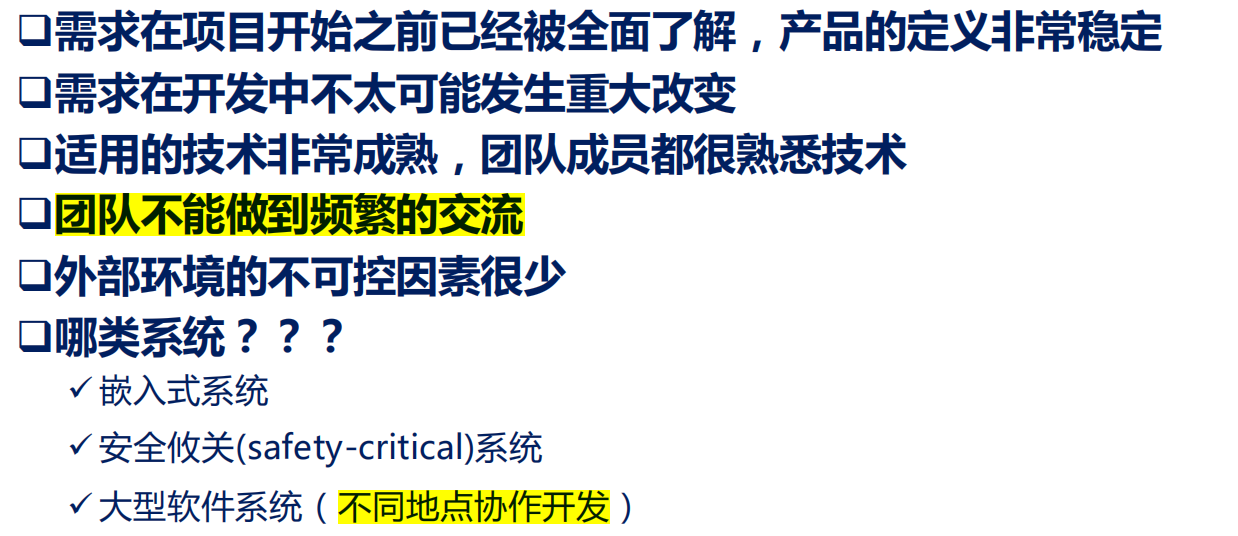 ❑需求在项目开始之前已经被全面了解，产品的定义非常稳定
❑需求在开发中不太可能发生重大改变
❑适用的技术非常成熟，团队成员都很熟悉技术
❑团队不能做到频繁的交流
❑外部环境的不可控因素很少
❑哪类系统？？？
✓嵌入式系统
✓安全攸关(safety-critical)系统
✓大型软件系统（不同地点协作开发）